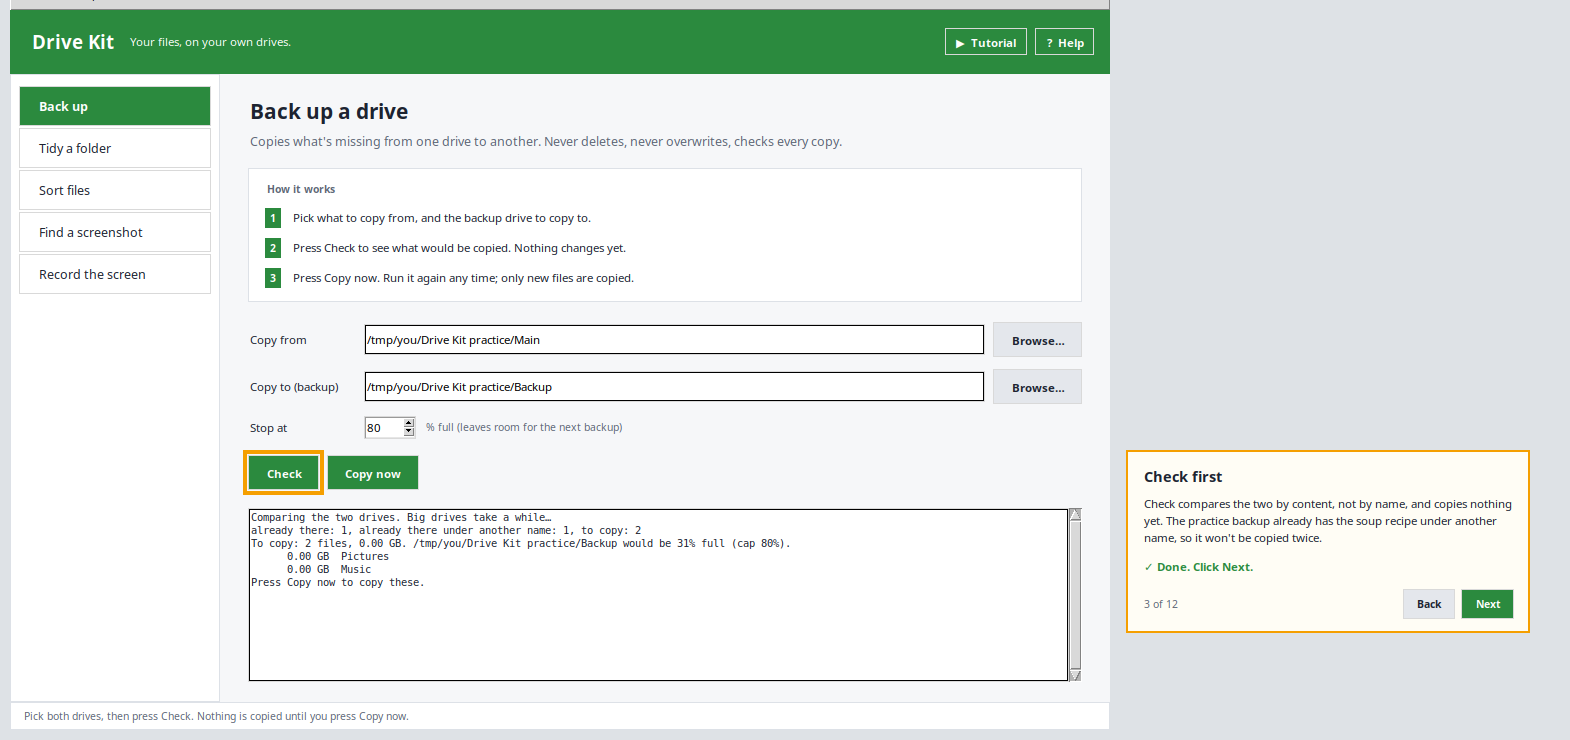 Drive Kit
Your files, on your own drives.
▶ Tutorial
? Help
Back up
Tidy a folder
Sort files
Find a screenshot
Record the screen
Back up a drive
Copies what's missing from one drive to another. Never deletes, never overwrites, checks every copy.
How it works
1 Pick what to copy from, and the backup drive to copy to.
2 Press Check to see what would be copied. Nothing changes yet.
3 Press Copy now. Run it again any time; only new files are copied.
Copy from /tmp/you/Drive Kit practice/Main Browse...
Copy to (backup) /tmp/you/Drive Kit practice/Backup Browse...
Stop at 80 % full (leaves room for the next backup)
Check Copy now
Comparing the two drives. Big drives take a while…
already there: 1, already there under another name: 1, to copy: 2
To copy: 2 files, 0.00 GB. /tmp/you/Drive Kit practice/Backup would be 31% full (cap 80%).
0.00 GB Pictures
0.00 GB Music
Press Copy now to copy these.
Pick both drives, then press Check. Nothing is copied until you press Copy now.
Check first
Check compares the two by content, not by name, and copies nothing
yet. The practice backup already has the soup recipe under another
name, so it won't be copied twice.
✓ Done. Click Next.
3 of 12 Back Next